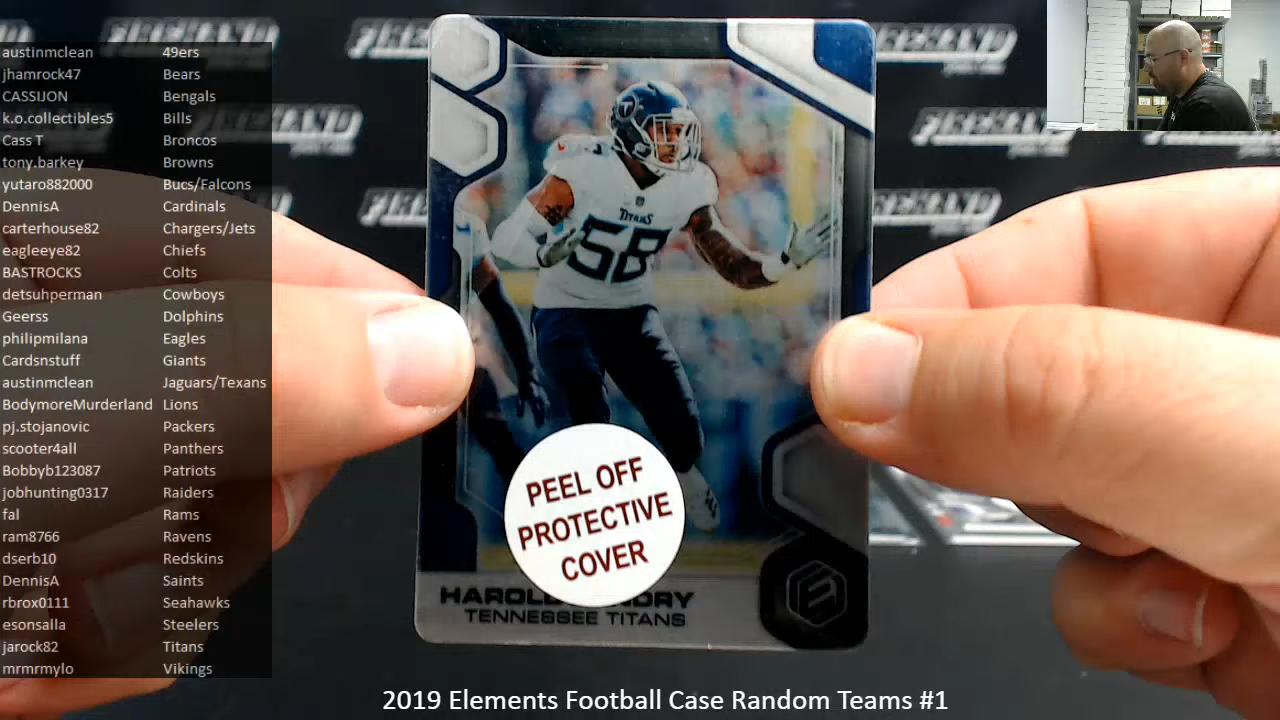 austinmclean 49ers
jhamrock47 Bears
CASSIJON Bengals
k.o.collectibles5 Bills
Cass T Broncos
tony.barkey Browns
yutaro882000 Bucs/Falcons
DennisA Cardinals
carterhouse82 Chargers/Jets
eagleeye82 Chiefs
BASTROCKS Colts
detsuhperman Cowboys
Geerss Dolphins
philipmilana Eagles
Cardsnstuff Giants
austinmclean Jaguars/Texans
BodymoreMurderland Lions
pj.stojanovic Packers
scooter4all Panthers
Bobbyb123087 Patriots
jobhunting0317 Raiders
fal Rams
ram8766 Ravens
dserb10 Redskins
DennisA Saints
rbrox0111 Seahawks
esonsalla Steelers
jarock82 Titans
mrmrmylo Vikings
TITANS
58
PEEL OFF
PROTECTIVE
COVER
TENNESSEE TITANS
2019 Elements Football Case Random Teams #1